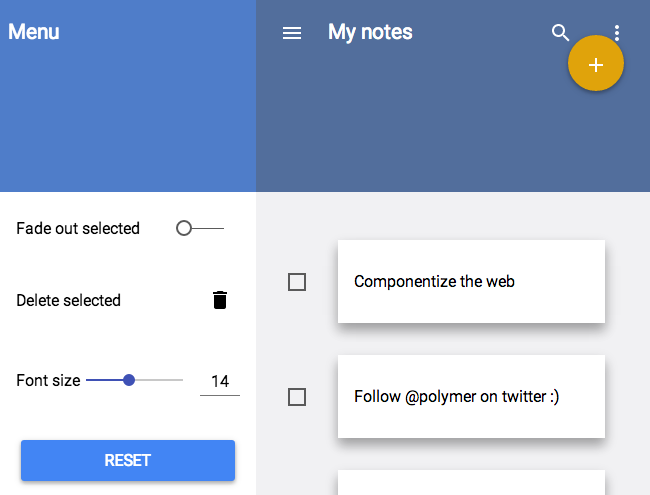 Menu
My notes
Fade out selected
Delete selected
Font size 14
RESET
Componentize the web
Follow @polymer on twitter :)